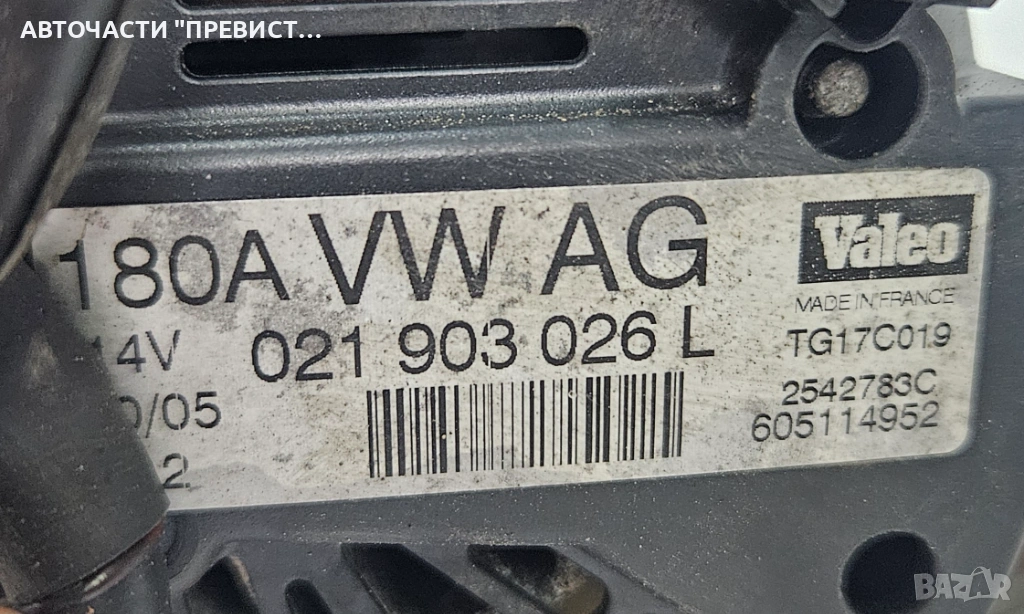 АВТОЧАСТИ "ПРЕВИСТ...
180A VW AG
Valeo
MADE IN FRANCE
14V 021 903 026 L
TG17C019
0/05
2542783C
605114952
2
BAZAR